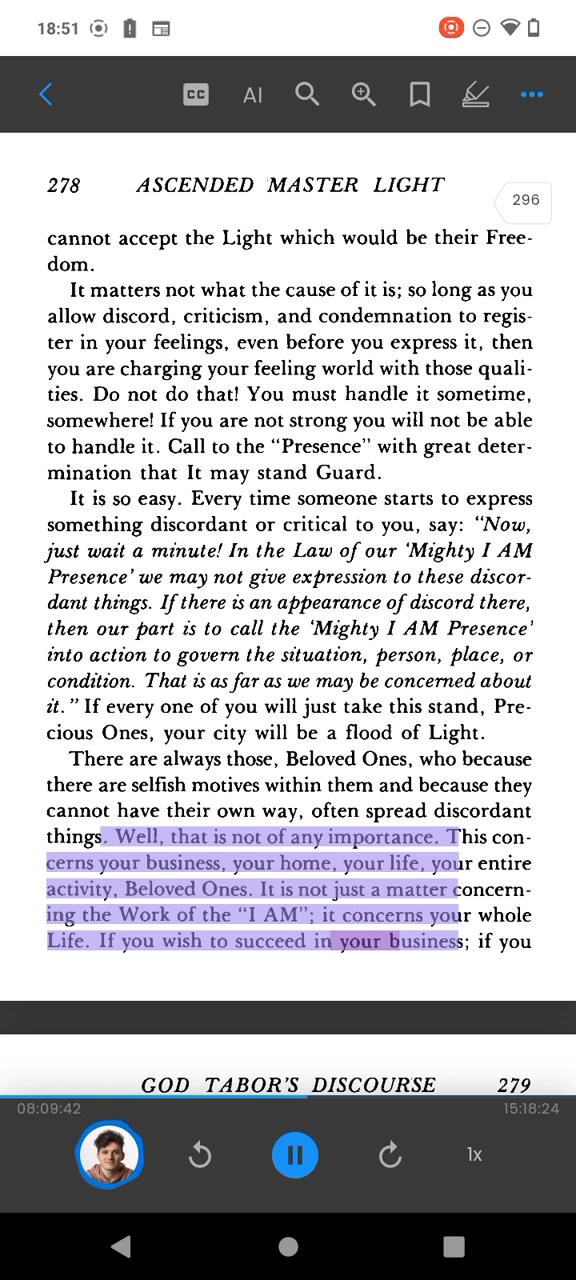 18:51
CC AI
278 ASCENDED MASTER LIGHT
296
cannot accept the Light which would be their Free-
dom.
It matters not what the cause of it is; so long as you
allow discord, criticism, and condemnation to regis-
ter in your feelings, even before you express it, then
you are charging your feeling world with those quali-
ties. Do not do that! You must handle it sometime,
somewhere! If you are not strong you will not be able
to handle it. Call to the “Presence” with great deter-
mination that It may stand Guard.
It is so easy. Every time someone starts to express
something discordant or critical to you, say: “Now,
just wait a minute! In the Law of our ‘Mighty I AM
Presence’ we may not give expression to these discor-
dant things. If there is an appearance of discord there,
then our part is to call the ‘Mighty I AM Presence’
into action to govern the situation, person, place, or
condition. That is as far as we may be concerned about
it.” If every one of you will just take this stand, Pre-
cious Ones, your city will be a flood of Light.
There are always those, Beloved Ones, who because
there are selfish motives within them and because they
cannot have their own way, often spread discordant
things. Well, that is not of any importance. This con-
cerns your business, your home, your life, your entire
activity, Beloved Ones. It is not just a matter concern-
ing the Work of the “I AM”; it concerns your whole
Life. If you wish to succeed in your business; if you
GOD TABOR'S DISCOURSE 279
08:09:42 15:18:24
1x